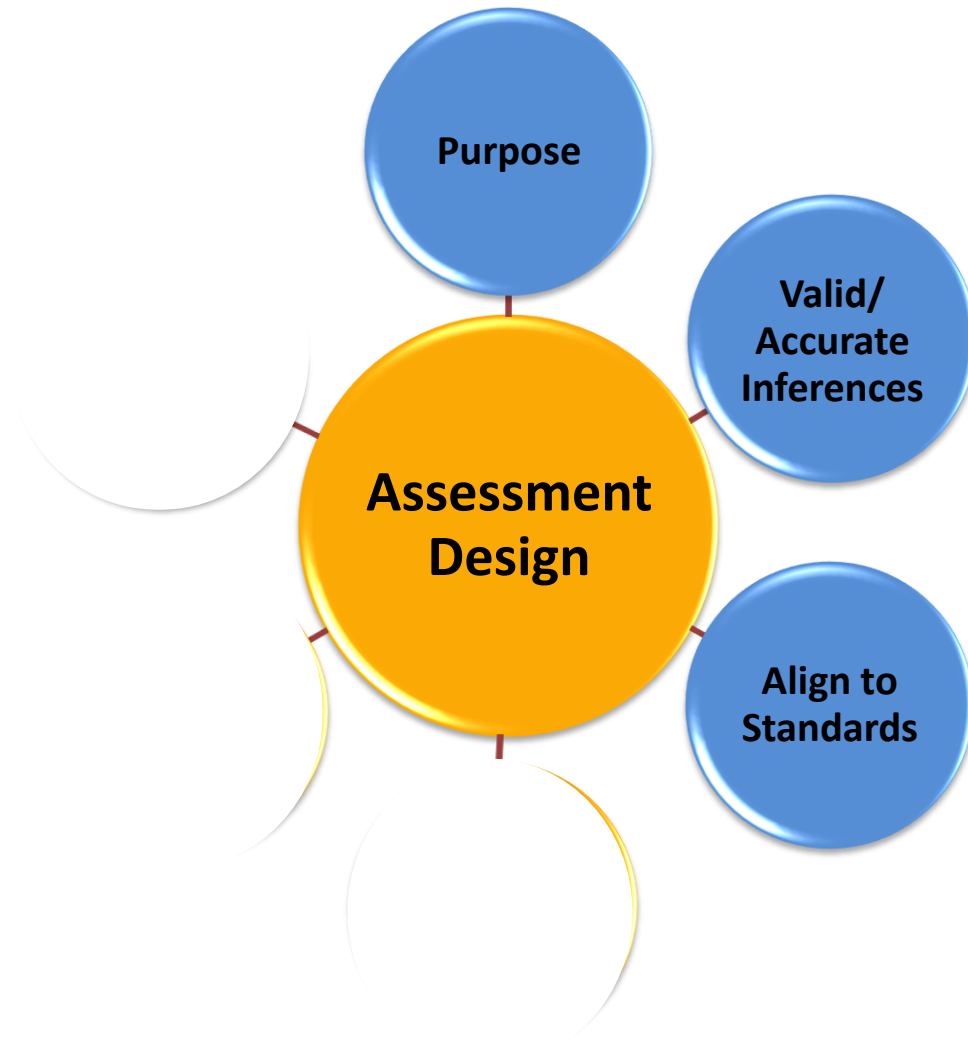 Purpose
Valid/
Accurate
Inferences
Assessment
Design
Align to
Standards